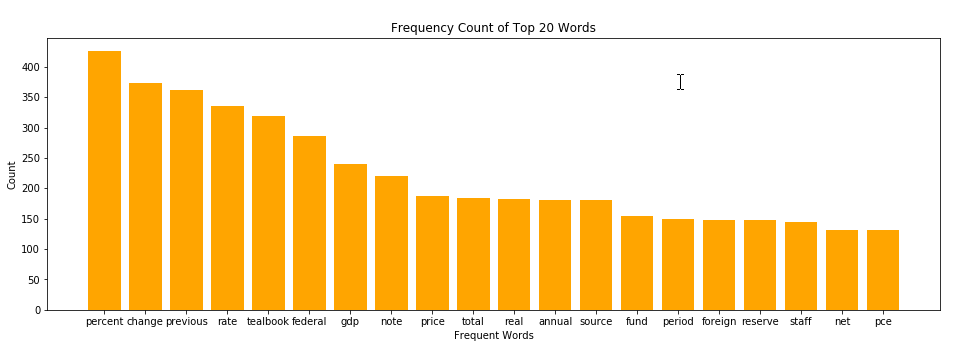 Frequency Count of Top 20 Words
Count
400
350
300
250
200
150
100
50
0
percent change previous rate tealbook federal gdp note price total real annual source fund period foreign reserve staff net pce
Frequent Words